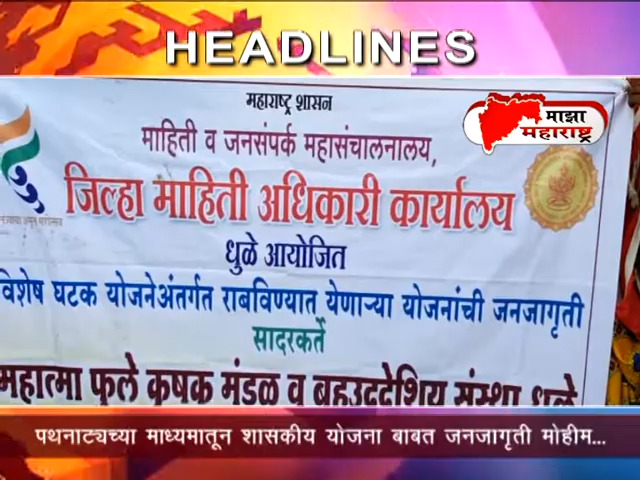 HEADLINES
महाराष्ट्र शासन
माझा
महाराष्ट्र
माहिती व जनसंपर्क महासंचालनालय,
जिल्हा माहिती अधिकारी कार्यालय
धुळे आयोजित
विशेष घटक योजनेअंतर्गत राबविण्यात येणाऱ्या योजनांची जनजागृती
सादरकर्ते
महात्मा फुले कृषक मंडळ व बहुउद्देशिय संस्था धुळे
पथनाट्यच्या माध्यमातून शासकीय योजना बाबत जनजागृती मोहीम...